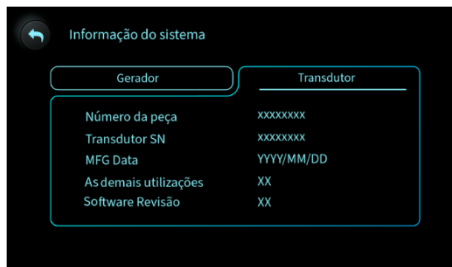 Informação do sistema
Gerador Transdutor
Número da peça xxxxxxxx
Transdutor SN xxxxxxxx
MFG Data YYYY/MM/DD
As demais utilizações XX
Software Revisão XX